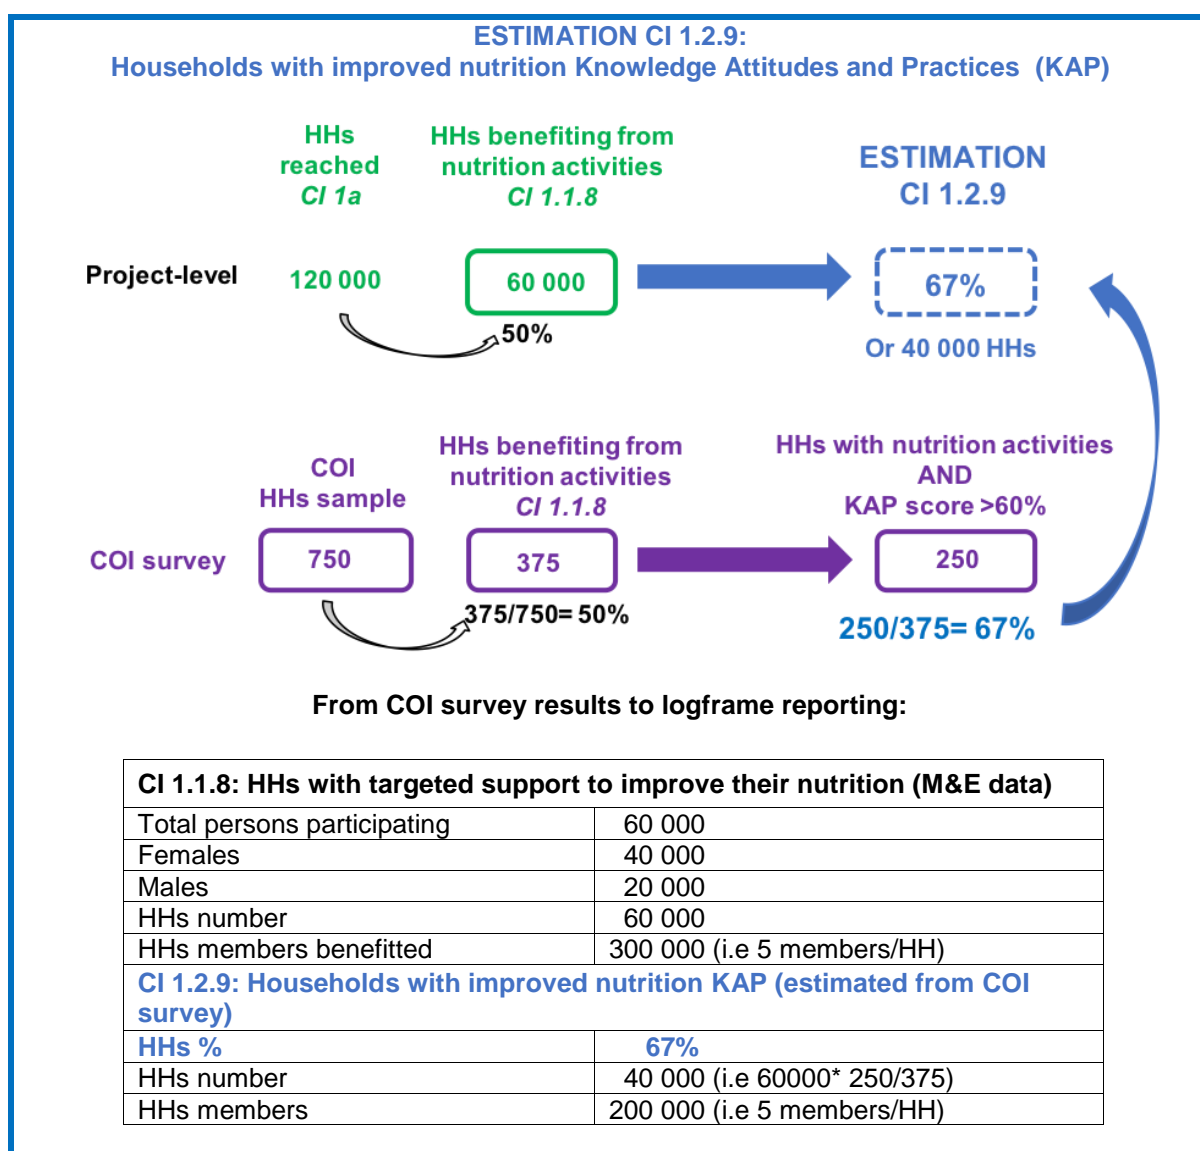 ESTIMATION CI 1.2.9:
Households with improved nutrition Knowledge Attitudes and Practices (KAP)
HHs
reached
CI 1a
HHs benefiting from
nutrition activities
CI 1.1.8
ESTIMATION
CI 1.2.9
Project-level
120 000
60 000
67%
50%
Or 40 000 HHs
COI
HHs sample
HHs benefiting from
nutrition activities
CI 1.1.8
HHs with nutrition activities
AND
KAP score >60%
COI survey
750
375
250
375/750= 50%
250/375= 67%
From COI survey results to logframe reporting:
CI 1.1.8: HHs with targeted support to improve their nutrition (M&E data)
Total persons participating 60 000
Females 40 000
Males 20 000
HHs number 60 000
HHs members benefitted 300 000 (i.e 5 members/HH)
CI 1.2.9: Households with improved nutrition KAP (estimated from COI
survey)
HHs % 67%
HHs number 40 000 (i.e 60000* 250/375)
HHs members 200 000 (i.e 5 members/HH)